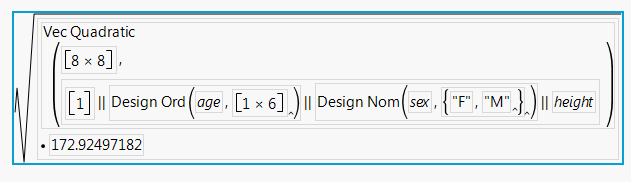 Vec Quadratic
[8 × 8] ,
[1] || Design Ord(age , [1 × 6]^) || Design Nom(sex , {"F" , "M"^}^) || height
• 172.92497182